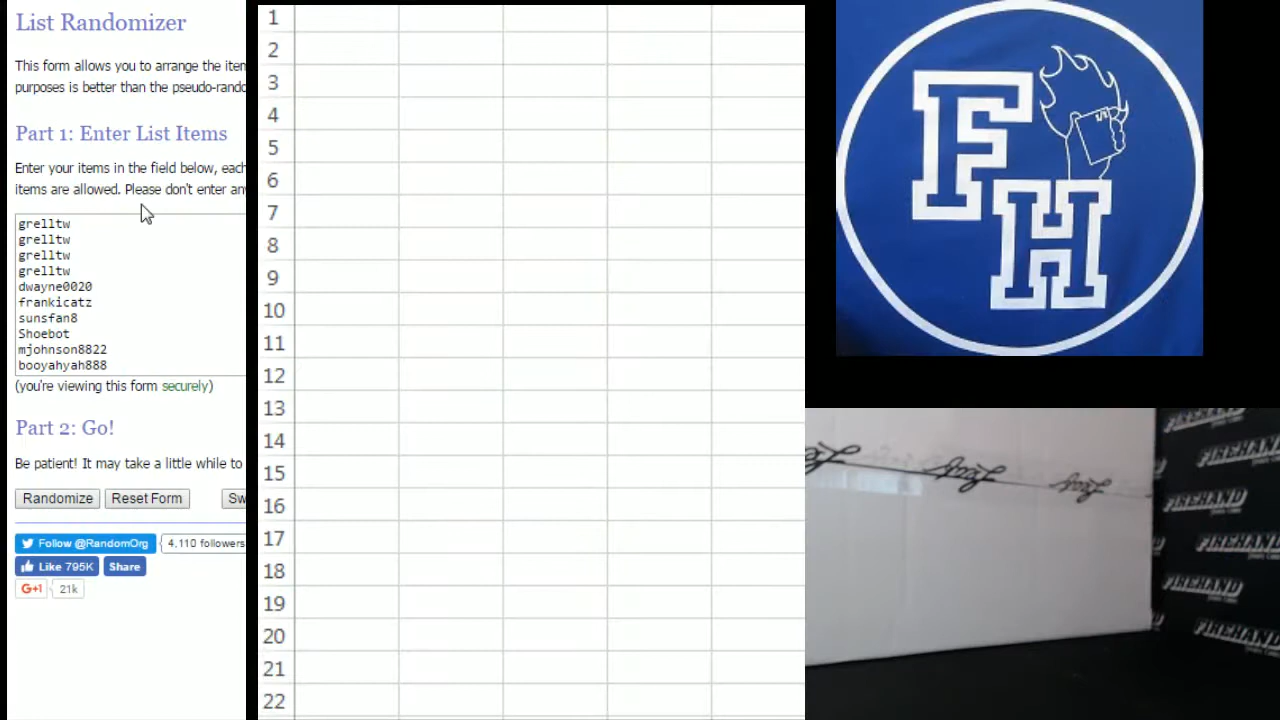 List Randomizer
This form allows you to arrange the iten
purposes is better than the pseudo-rando
Part 1: Enter List Items
Enter your items in the field below, each
items are allowed. Please don't enter an
grelltw
grelltw
grelltw
grelltw
dwayne0020
frankicatz
sunsfan8
Shoebot
mjohnson8822
booyahyah888
(you're viewing this form securely)
Part 2: Go!
Be patient! It may take a little while to
Randomize Reset Form Sw
Follow @RandomOrg 4,110 followers
Like 795K Share
G+1 21k
1
2
3
4
5
6
7
8
9
10
11
12
13
14
15
16
17
18
19
20
21
22
FH
FIREHAND
FIREHAND
FIREHAND
FIREHAND
FIREHAND